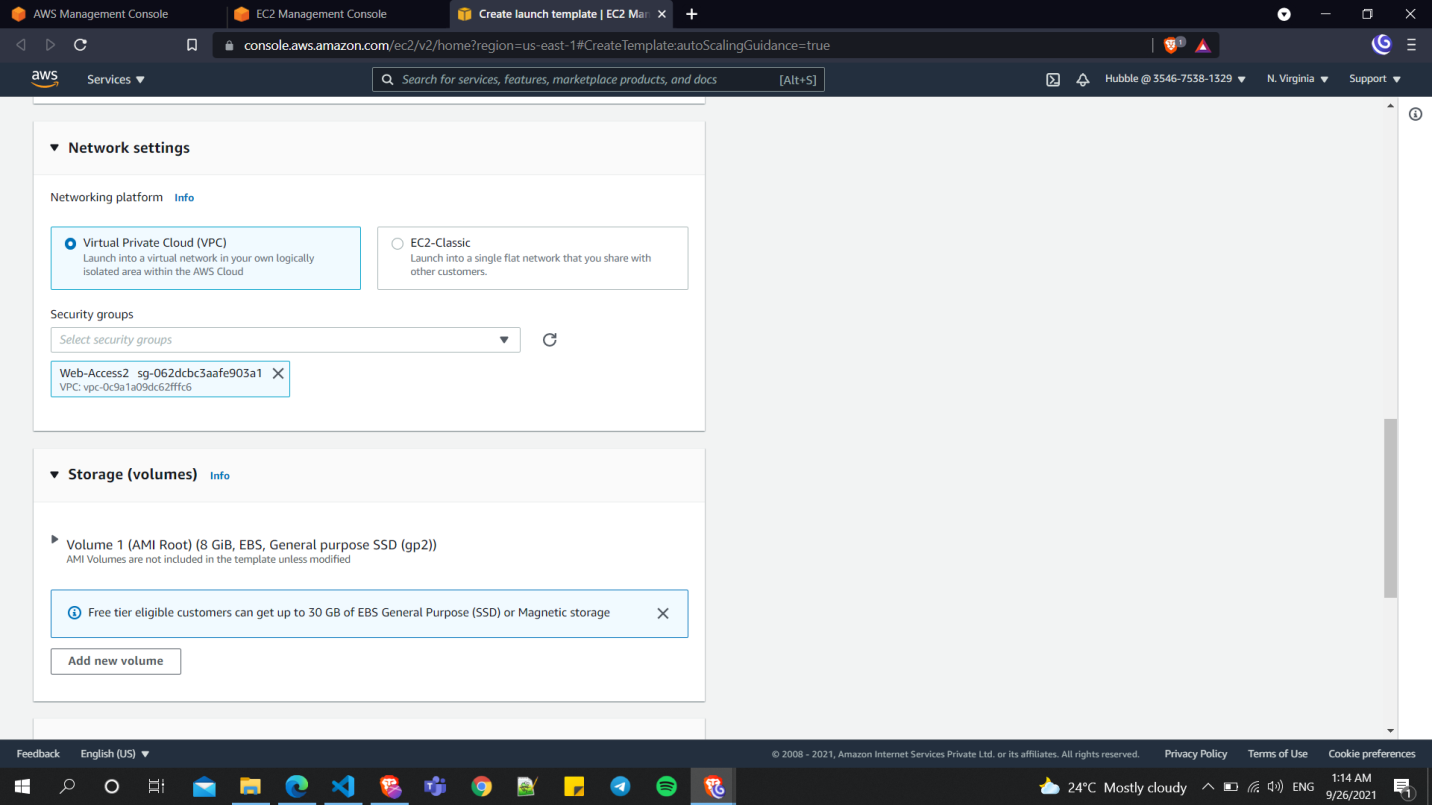 AWS Management Console
EC2 Management Console
Create launch template | EC2 Man
console.aws.amazon.com/ec2/v2/home?region=us-east-1#CreateTemplate:autoScalingGuidance=true
1
aws
Services
Search for services, features, marketplace products, and docs
[Alt+S]
Hubble @ 3546-7538-1329
N. Virginia
Support
Network settings
Networking platform Info
Virtual Private Cloud (VPC)
Launch into a virtual network in your own logically
isolated area within the AWS Cloud
EC2-Classic
Launch into a single flat network that you share with
other customers.
Security groups
Select security groups
Web-Access2 sg-062dcbc3aafe903a1
VPC: vpc-0c9a1a09dc62fffc6
Storage (volumes) Info
Volume 1 (AMI Root) (8 GiB, EBS, General purpose SSD (gp2))
AMI Volumes are not included in the template unless modified
Free tier eligible customers can get up to 30 GB of EBS General Purpose (SSD) or Magnetic storage
Add new volume
Feedback
English (US)
© 2008 - 2021, Amazon Internet Services Private Ltd. or its affiliates. All rights reserved.
Privacy Policy
Terms of Use
Cookie preferences
24°C Mostly cloudy
ENG
1:14 AM
9/26/2021
1